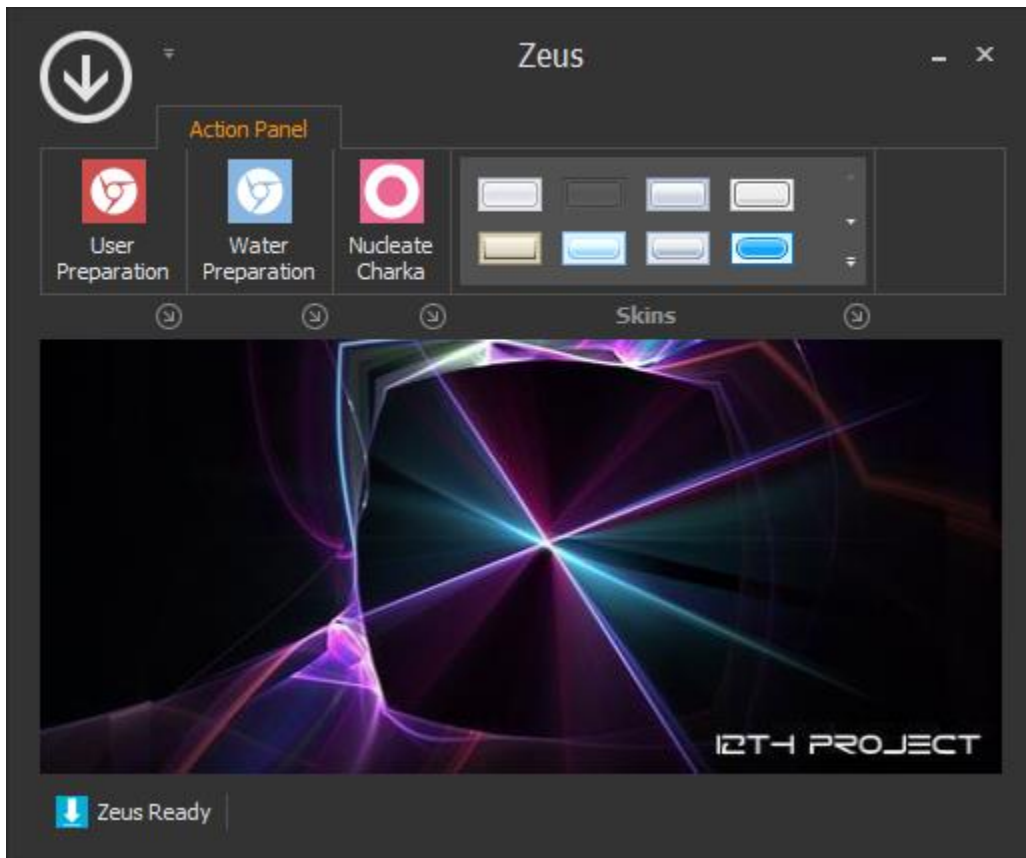 Zeus
Action Panel
User
Preparation
Water
Preparation
Nucleate
Charka
Skins
12TH PROJECT
Zeus Ready